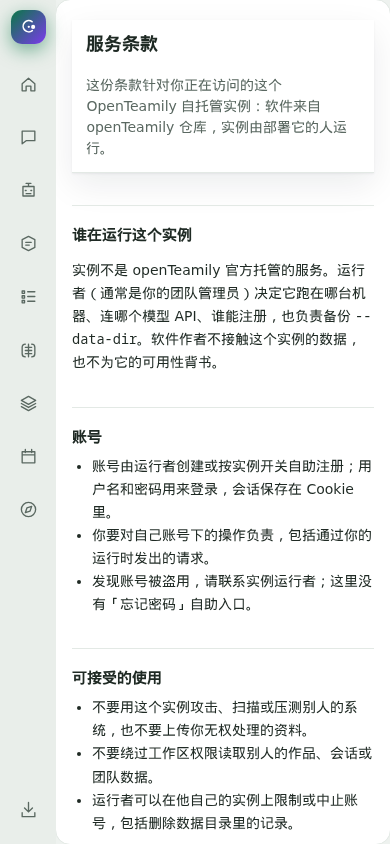 服务条款
这份条款针对你正在访问的这个
OpenTeamily 自托管实例：软件来自
openTeamily 仓库，实例由部署它的人运
行。
谁在运行这个实例
实例不是 openTeamily 官方托管的服务。运行
者（通常是你的团队管理员）决定它跑在哪台机
器、连哪个模型 API、谁能注册，也负责备份 --
data-dir。软件作者不接触这个实例的数据，
也不为它的可用性背书。
账号
• 账号由运行者创建或按实例开关自助注册；用
户名和密码用来登录，会话保存在 Cookie
里。
• 你要对自己账号下的操作负责，包括通过你的
运行时发出的请求。
• 发现账号被盗用，请联系实例运行者；这里没
有「忘记密码」自助入口。
可接受的使用
• 不要用这个实例攻击、扫描或压测别人的系
统，也不要上传你无权处理的资料。
• 不要绕过工作区权限读取别人的作品、会话或
团队数据。
• 运行者可以在他自己的实例上限制或中止账
号，包括删除数据目录里的记录。